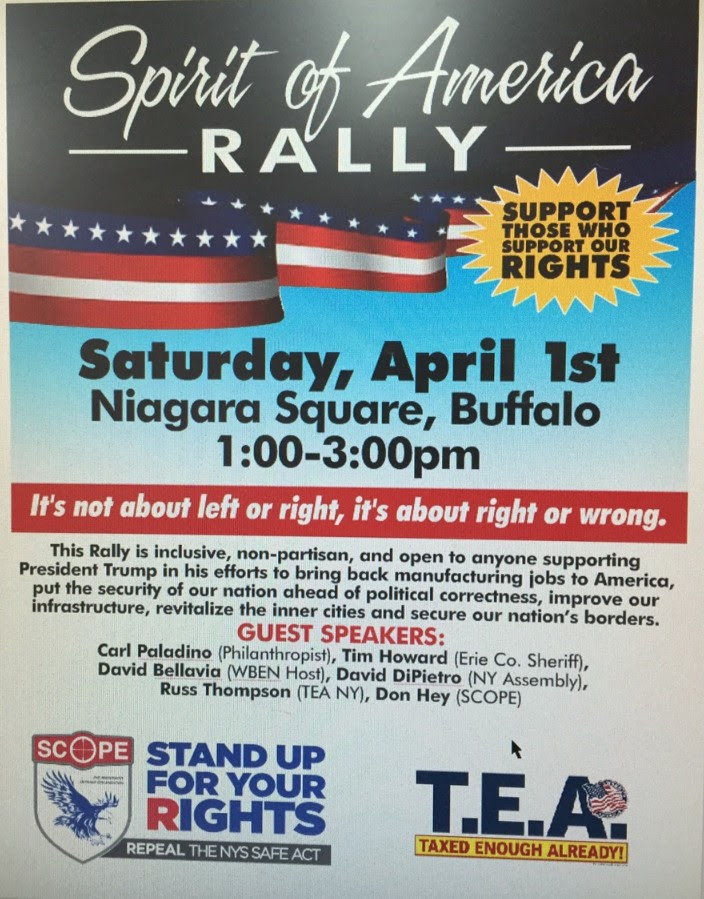 Spirit of America
RALLY
SUPPORT
THOSE WHO
SUPPORT OUR
RIGHTS
Saturday, April 1st
Niagara Square, Buffalo
1:00-3:00pm
It's not about left or right, it's about right or wrong.
This Rally is inclusive, non-partisan, and open to anyone supporting
President Trump in his efforts to bring back manufacturing jobs to America,
put the security of our nation ahead of political correctness, improve our
infrastructure, revitalize the inner cities and secure our nation's borders.
GUEST SPEAKERS:
Carl Paladino (Philanthropist), Tim Howard (Erie Co. Sheriff),
David Bellavia (WBEN Host), David DiPietro (NY Assembly),
Russ Thompson (TEA NY), Don Hey (SCOPE)
SCOPE
STAND UP
FOR YOUR
RIGHTS
REPEAL THE NYS SAFE ACT
T.E.A.
TAXED ENOUGH ALREADY!